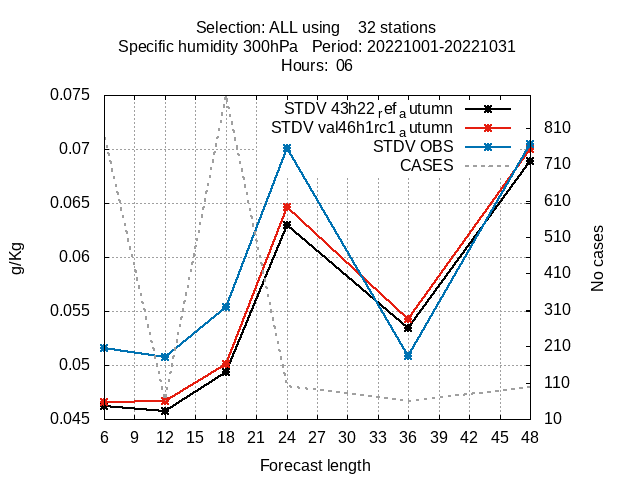 Selection: ALL using 32 stations
Specific humidity 300hPa Period: 20221001-20221031
Hours: 06
STDV 43h22ref autumn
STDV val46h1rc1autumn
STDV OBS
CASES
0.075
0.07
0.065
0.06
0.055
0.05
0.045
g/Kg
810
710
610
510
410
310
210
110
10
No cases
6 9 12 15 18 21 24 27 30 33 36 39 42 45 48
Forecast length